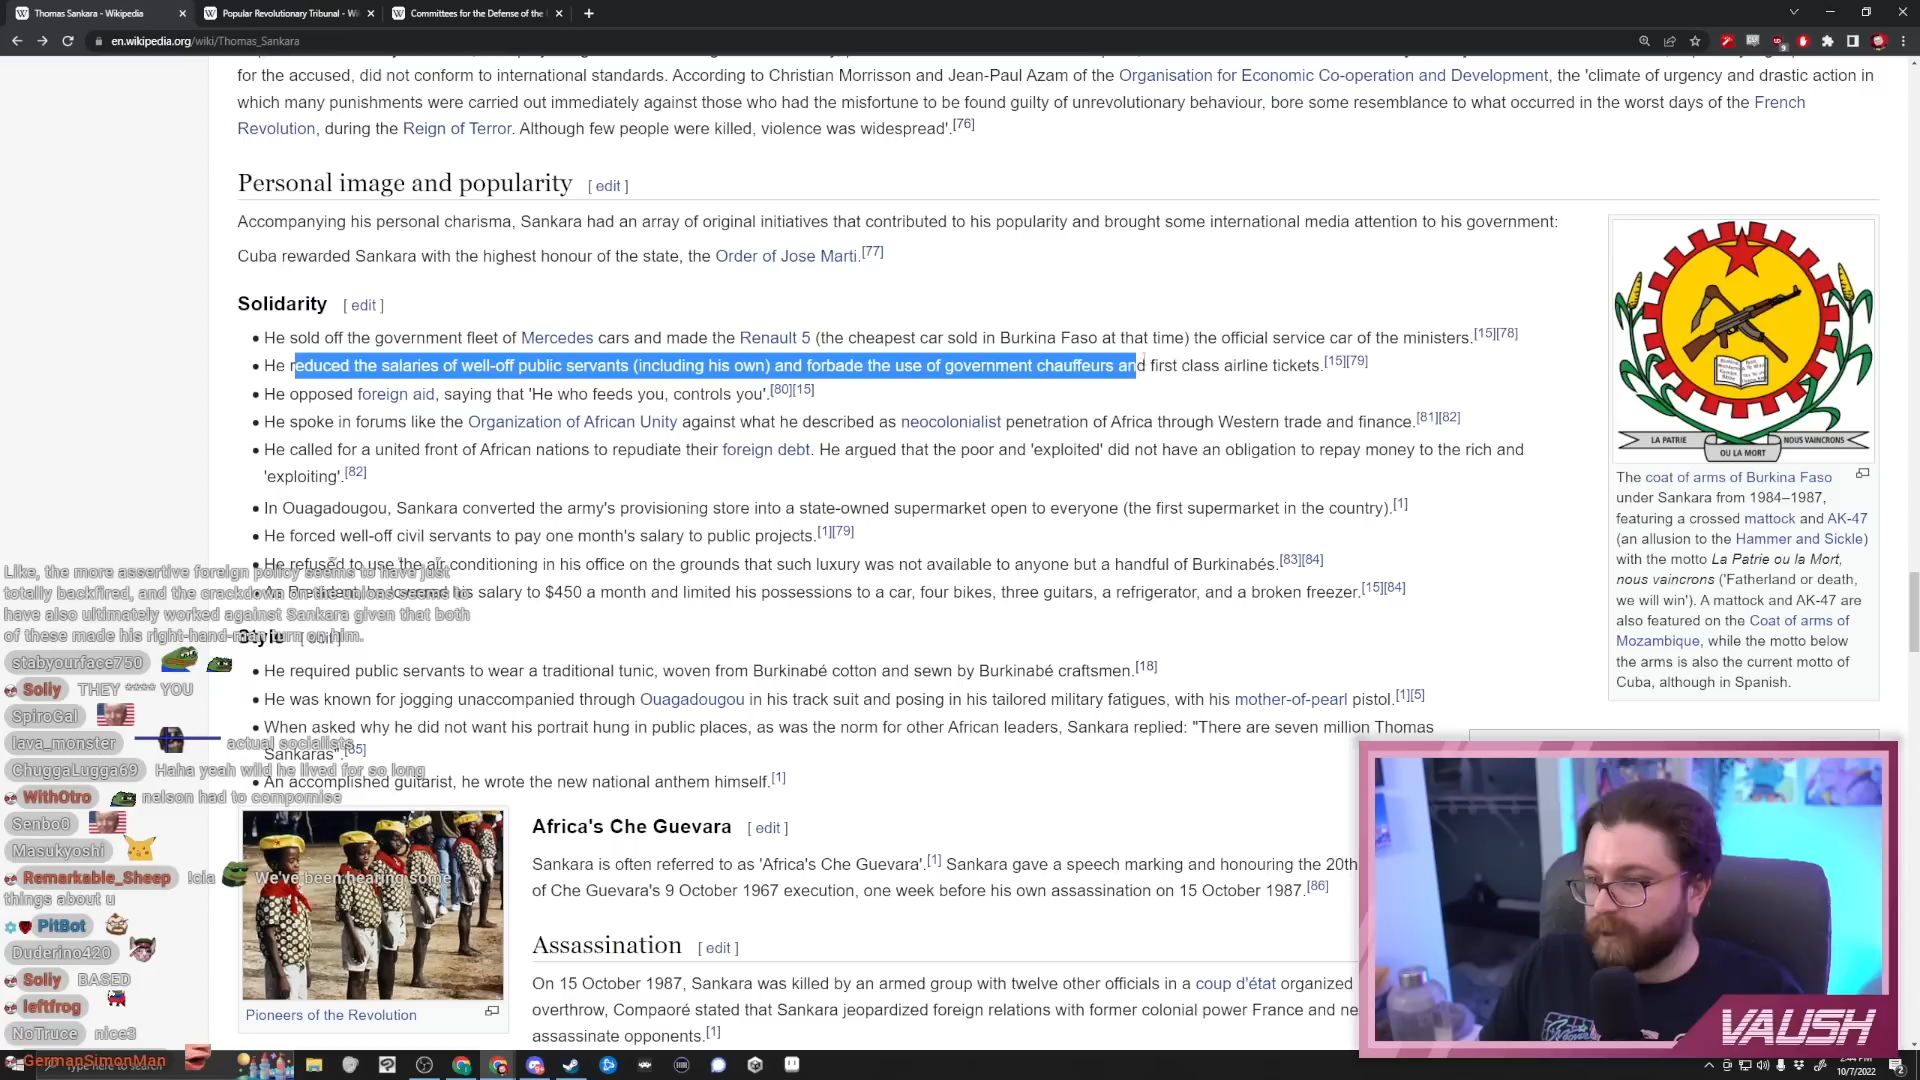 Thomas Sankara - Wikipedia
Popular Revolutionary Tribunal - Wi
Committees for the Defense of the
en.wikipedia.org/wiki/Thomas_Sankara
for the accused, did not conform to international standards. According to Christian Morrisson and Jean-Paul Azam of the Organisation for Economic Co-operation and Development, the 'climate of urgency and drastic action in
which many punishments were carried out immediately against those who had the misfortune to be found guilty of unrevolutionary behaviour, bore some resemblance to what occurred in the worst days of the French
Revolution, during the Reign of Terror. Although few people were killed, violence was widespread'.[76]
Personal image and popularity [ edit ]
Accompanying his personal charisma, Sankara had an array of original initiatives that contributed to his popularity and brought some international media attention to his government:
Cuba rewarded Sankara with the highest honour of the state, the Order of Jose Marti.[77]
Solidarity [ edit ]
• He sold off the government fleet of Mercedes cars and made the Renault 5 (the cheapest car sold in Burkina Faso at that time) the official service car of the ministers.[15][78]
• He reduced the salaries of well-off public servants (including his own) and forbade the use of government chauffeurs and first class airline tickets.[15][79]
• He opposed foreign aid, saying that 'He who feeds you, controls you'.[80][15]
• He spoke in forums like the Organization of African Unity against what he described as neocolonialist penetration of Africa through Western trade and finance.[81][82]
• He called for a united front of African nations to repudiate their foreign debt. He argued that the poor and 'exploited' did not have an obligation to repay money to the rich and
'exploiting'.[82]
• In Ouagadougou, Sankara converted the army's provisioning store into a state-owned supermarket open to everyone (the first supermarket in the country).[1]
• He forced well-off civil servants to pay one month's salary to public projects.[1][79]
• He refused to use the air conditioning in his office on the grounds that such luxury was not available to anyone but a handful of Burkinabés.[83][84]
• As President, he lowered his salary to $450 a month and limited his possessions to a car, four bikes, three guitars, a refrigerator, and a broken freezer.[15][84]
Style [ edit ]
• He required public servants to wear a traditional tunic, woven from Burkinabé cotton and sewn by Burkinabé craftsmen.[18]
• He was known for jogging unaccompanied through Ouagadougou in his track suit and posing in his tailored military fatigues, with his mother-of-pearl pistol.[1][5]
• When asked why he did not want his portrait hung in public places, as was the norm for other African leaders, Sankara replied: "There are seven million Thomas
Sankaras".[85]
• An accomplished guitarist, he wrote the new national anthem himself.[1]
Pioneers of the Revolution
Africa's Che Guevara [ edit ]
Sankara is often referred to as 'Africa's Che Guevara'.[1] Sankara gave a speech marking and honouring the 20th
of Che Guevara's 9 October 1967 execution, one week before his own assassination on 15 October 1987.[86]
Assassination [ edit ]
On 15 October 1987, Sankara was killed by an armed group with twelve other officials in a coup d'état organized
overthrow, Compaoré stated that Sankara jeopardized foreign relations with former colonial power France and ne
assassinate opponents.[1]
LA PATRIE
OU LA MORT
NOUS VAINCRONS
The coat of arms of Burkina Faso
under Sankara from 1984–1987,
featuring a crossed mattock and AK-47
(an allusion to the Hammer and Sickle)
with the motto La Patrie ou la Mort,
nous vaincrons ('Fatherland or death,
we will win'). A mattock and AK-47 are
also featured on the Coat of arms of
Mozambique, while the motto below
the arms is also the current motto of
Cuba, although in Spanish.
Like, the more assertive foreign policy seems to have just
totally backfired, and the crackdown on the unions seems to
have also ultimately worked against Sankara given that both
of these made his right-hand-man turn on him.
stabyourface750
Solly THEY **** YOU
SpiroGal
lava_monster actual socialists
ChuggaLugga69 Haha yeah wild he lived for so long
WithOtro nelson had to compomise
Senbo0
Masukyoshi
Remarkable_Sheep !cia We've been hearing some
things about u
PitBot
Duderino420
Solly BASED
leftfrog
NoTruce nice3
GermanSimonMan
Type here to search
VAUSH
2:44 PM
10/7/2022